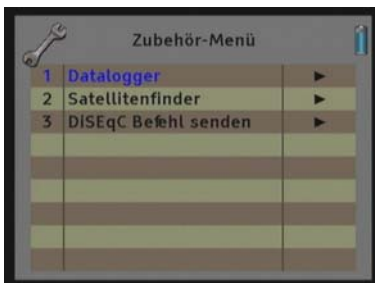 Zubehör-Menü
1 Datalogger ►
2 Satellitenfinder ►
3 DiSEqC Befehl senden ►